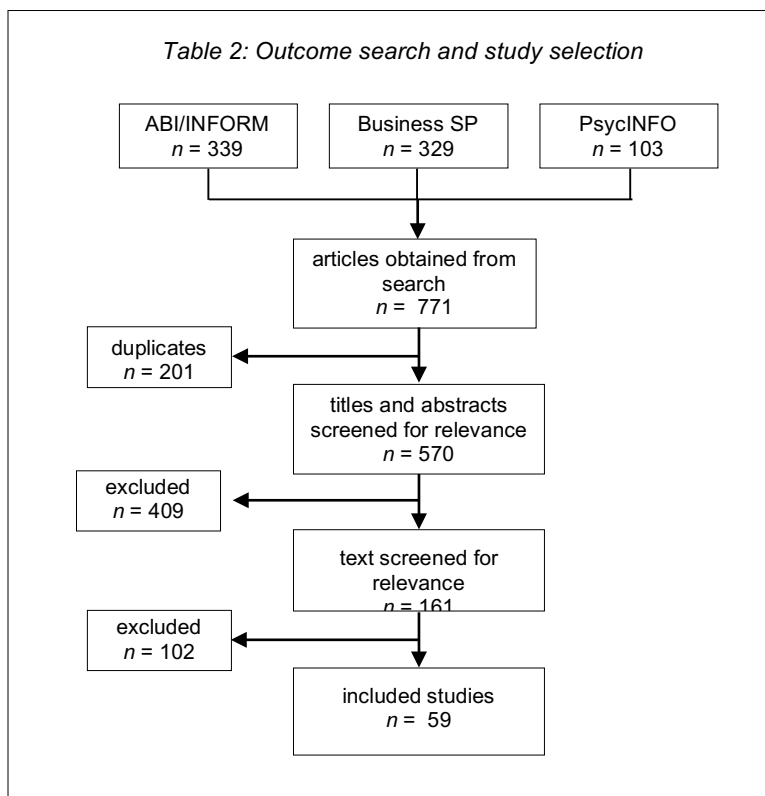 Table 2: Outcome search and study selection
ABI/INFORM
n = 339
Business SP
n = 329
PsycINFO
n = 103
articles obtained from
search
n = 771
duplicates
n = 201
titles and abstracts
screened for relevance
n = 570
excluded
n = 409
text screened for
relevance
n = 161
excluded
n = 102
included studies
n = 59